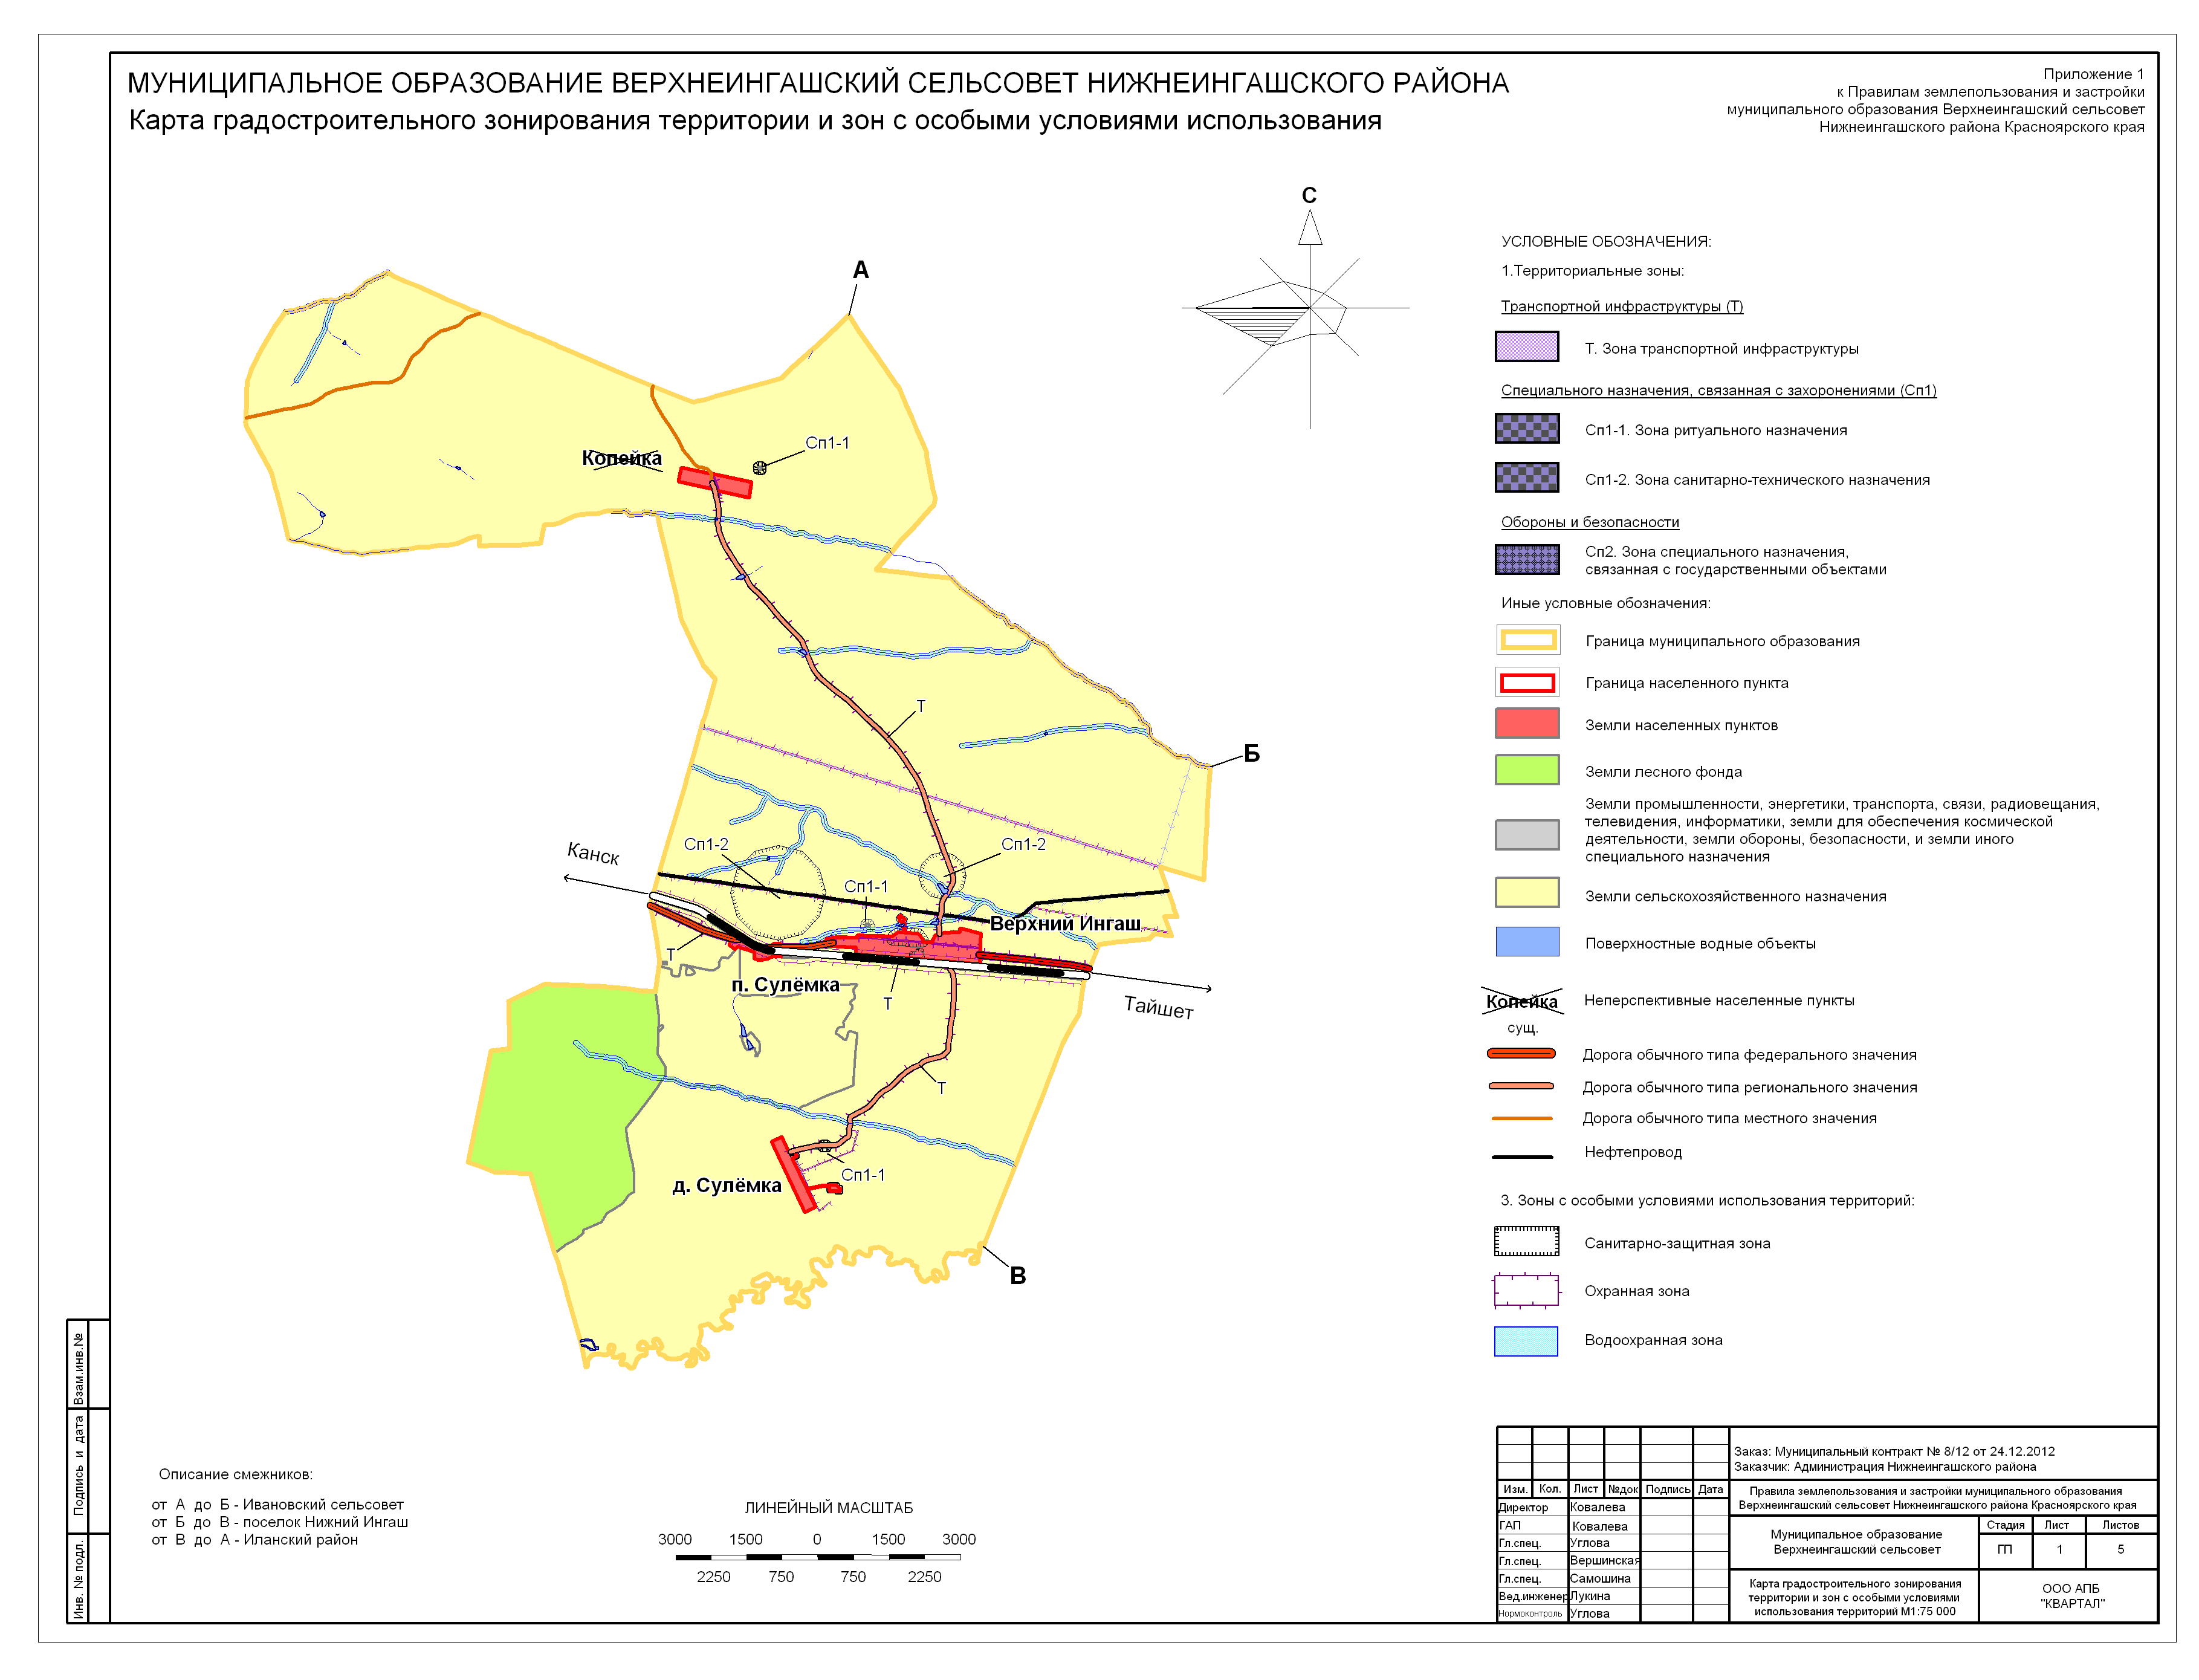 МУНИЦИПАЛЬНОЕ ОБРАЗОВАНИЕ ВЕРХНЕИНГАШСКИЙ СЕЛЬСОВЕТ НИЖНЕИНГАШСКОГО РАЙОНА
Карта градостроительного зонирования территории и зон с особыми условиями использования
Приложение 1
к Правилам землепользования и застройки
муниципального образования Верхнеингашский сельсовет
Нижнеингашского района Красноярского края
С
А
Сп1-1
Копейка
Т
Б
Сп1-2
Сп1-2
Канск
Сп1-1
Верхний Ингаш
Т
п. Сулёмка
Т
Тайшет
Т
Сп1-1
д. Сулёмка
В
УСЛОВНЫЕ ОБОЗНАЧЕНИЯ:
1.Территориальные зоны:
Транспортной инфраструктуры (Т)
Т. Зона транспортной инфраструктуры
Специального назначения, связанная с захоронениями (Сп1)
Сп1-1. Зона ритуального назначения
Сп1-2. Зона санитарно-технического назначения
Обороны и безопасности
Сп2. Зона специального назначения,
связанная с государственными объектами
Иные условные обозначения:
Граница муниципального образования
Граница населенного пункта
Земли населенных пунктов
Земли лесного фонда
Земли промышленности, энергетики, транспорта, связи, радиовещания,
телевидения, информатики, земли для обеспечения космической
деятельности, земли обороны, безопасности, и земли иного
специального назначения
Земли сельскохозяйственного назначения
Поверхностные водные объекты
Копейка
Неперспективные населенные пункты
сущ.
Дорога обычного типа федерального значения
Дорога обычного типа регионального значения
Дорога обычного типа местного значения
Нефтепровод
3. Зоны с особыми условиями использования территорий:
Санитарно-защитная зона
Охранная зона
Водоохранная зона
Взам.инв.№
Подпись и дата
Инв. № подл.
Описание смежников:
от А до Б - Ивановский сельсовет
от Б до В - поселок Нижний Ингаш
от В до А - Иланский район
ЛИНЕЙНЫЙ МАСШТАБ
3000 1500 0 1500 3000
2250 750 750 2250
Заказ: Муниципальный контракт № 8/12 от 24.12.2012
Заказчик: Администрация Нижнеингашского района
Изм. Кол. Лист №док Подпись Дата
Правила землепользования и застройки муниципального образования
Верхнеингашский сельсовет Нижнеингашского района Красноярского края
Директор Ковалева
ГАП Ковалева
Гл.спец. Углова
Гл.спец. Вершинская
Гл.спец. Самошина
Вед.инженер Лукина
Нормоконтроль Углова
Муниципальное образование
Верхнеингашский сельсовет
Стадия Лист Листов
ГП 1 5
Карта градостроительного зонирования
территории и зон с особыми условиями
использования территорий М1:75 000
ООО АПБ
"КВАРТАЛ"